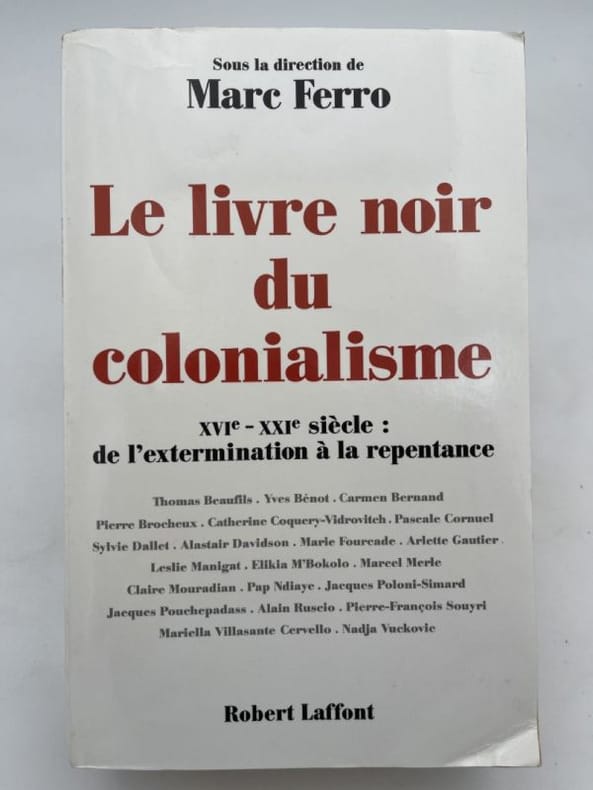 Sous la direction de
Marc Ferro
Le livre noir
du
colonialisme
XVIe - XXIe siècle :
de l'extermination à la repentance
Thomas Beaufils . Yves Bénot . Carmen Bernand
Pierre Brocheux . Catherine Coquery-Vidrovitch . Pascale Cornuel
Sylvie Dallet . Alastair Davidson . Marie Fourcade . Arlette Gautier .
Leslie Manigat . Elikia M'Bokolo . Marcel Merle
Claire Mouradian . Pap Ndiaye . Jacques Poloni-Simard
Jacques Pouchepadass . Alain Ruscio . Pierre-François Souyri
Mariella Villasante Cervello . Nadja Vuckovic
Robert Laffont